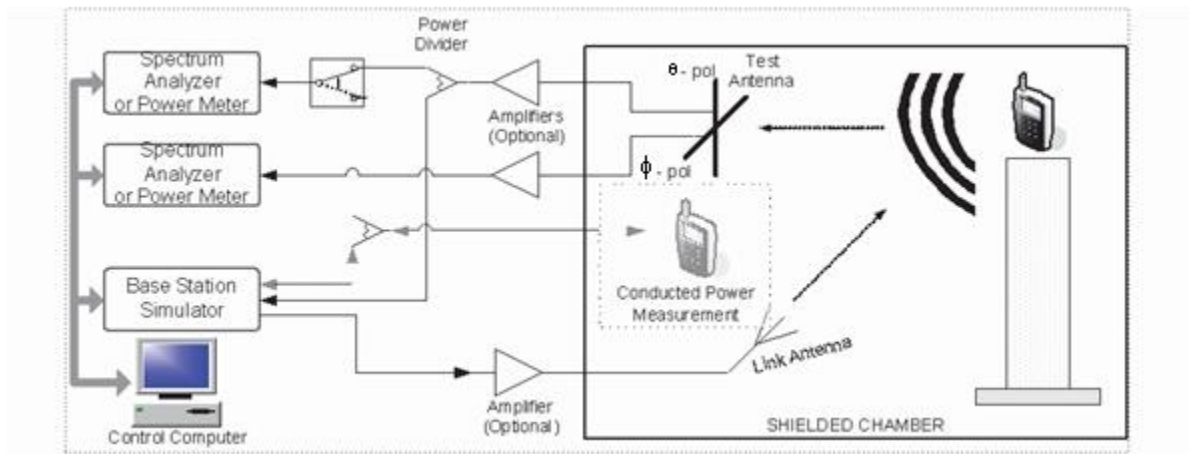 Power
Divider
Spectrum
Analyzer
or Power Meter
Amplifiers
(Optional)
θ - pol
Test
Antenna
Spectrum
Analyzer
or Power Meter
ϕ - pol
Base Station
Simulator
Conducted Power
Measurement
Link Antenna
Amplifier
(Optional)
Control Computer
SHIELDED CHAMBER